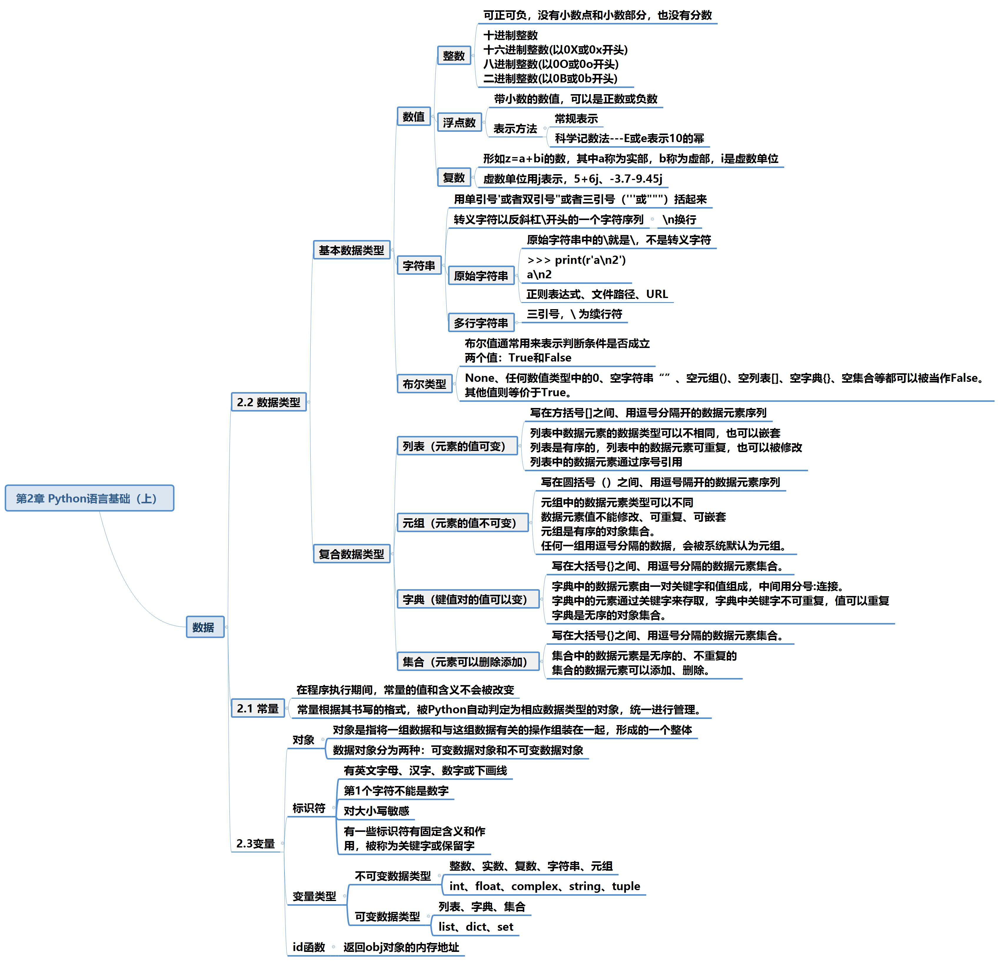 可正可负，没有小数点和小数部分，也没有分数
十进制整数
十六进制整数(以0X或0x开头)
八进制整数(以0O或0o开头)
二进制整数(以0B或0b开头)
整数
带小数的数值，可以是正数或负数
数值
浮点数
表示方法
常规表示
科学记数法---E或e表示10的幂
形如z=a+bi的数，其中a称为实部，b称为虚部，i是虚数单位
复数
虚数单位用j表示，5+6j、-3.7-9.45j
用单引号'或者双引号"或者三引号（'''或"""）括起来
转义字符以反斜杠\开头的一个字符序列
\n换行
基本数据类型
字符串
原始字符串中的\就是\，不是转义字符
>>> print(r'a\n2')
a\n2
原始字符串
正则表达式、文件路径、URL
多行字符串
三引号，\ 为续行符
布尔值通常用来表示判断条件是否成立
两个值：True和False
布尔类型
None、任何数值类型中的0、空字符串“”、空元组()、空列表[]、空字典{}、空集合等都可以被当作False。
其他值则等价于True。
2.2 数据类型
写在方括号[]之间、用逗号分隔开的数据元素序列
列表（元素的值可变）
列表中数据元素的数据类型可以不相同，也可以嵌套
列表是有序的，列表中的数据元素可重复，也可以被修改
列表中的数据元素通过序号引用
写在圆括号（）之间、用逗号隔开的数据元素序列
第2章 Python语言基础（上）
元组（元素的值不可变）
元组中的数据元素类型可以不同
数据元素值不能修改、可重复、可嵌套
元组是有序的对象集合。
任何一组用逗号分隔的数据，会被系统默认为元组。
复合数据类型
写在大括号{}之间、用逗号分隔的数据元素集合。
字典（键值对的值可以变）
字典中的数据元素由一对关键字和值组成，中间用分号:连接。
字典中的元素通过关键字来存取，字典中关键字不可重复，值可以重复
字典是无序的对象集合。
数据
写在大括号{}之间、用逗号分隔的数据元素集合。
集合（元素可以删除添加）
集合中的数据元素是无序的、不重复的
集合的数据元素可以添加、删除。
在程序执行期间，常量的值和含义不会被改变
2.1 常量
常量根据其书写的格式，被Python自动判定为相应数据类型的对象，统一进行管理。
对象
对象是指将一组数据和与这组数据有关的操作组装在一起，形成的一个整体
数据对象分为两种：可变数据对象和不可变数据对象
有英文字母、汉字、数字或下画线
第1个字符不能是数字
标识符
对大小写敏感
有一些标识符有固定含义和作
用，被称为关键字或保留字
2.3变量
不可变数据类型
整数、实数、复数、字符串、元组
int、float、complex、string、tuple
变量类型
可变数据类型
列表、字典、集合
list、dict、set
id函数
返回obj对象的内存地址